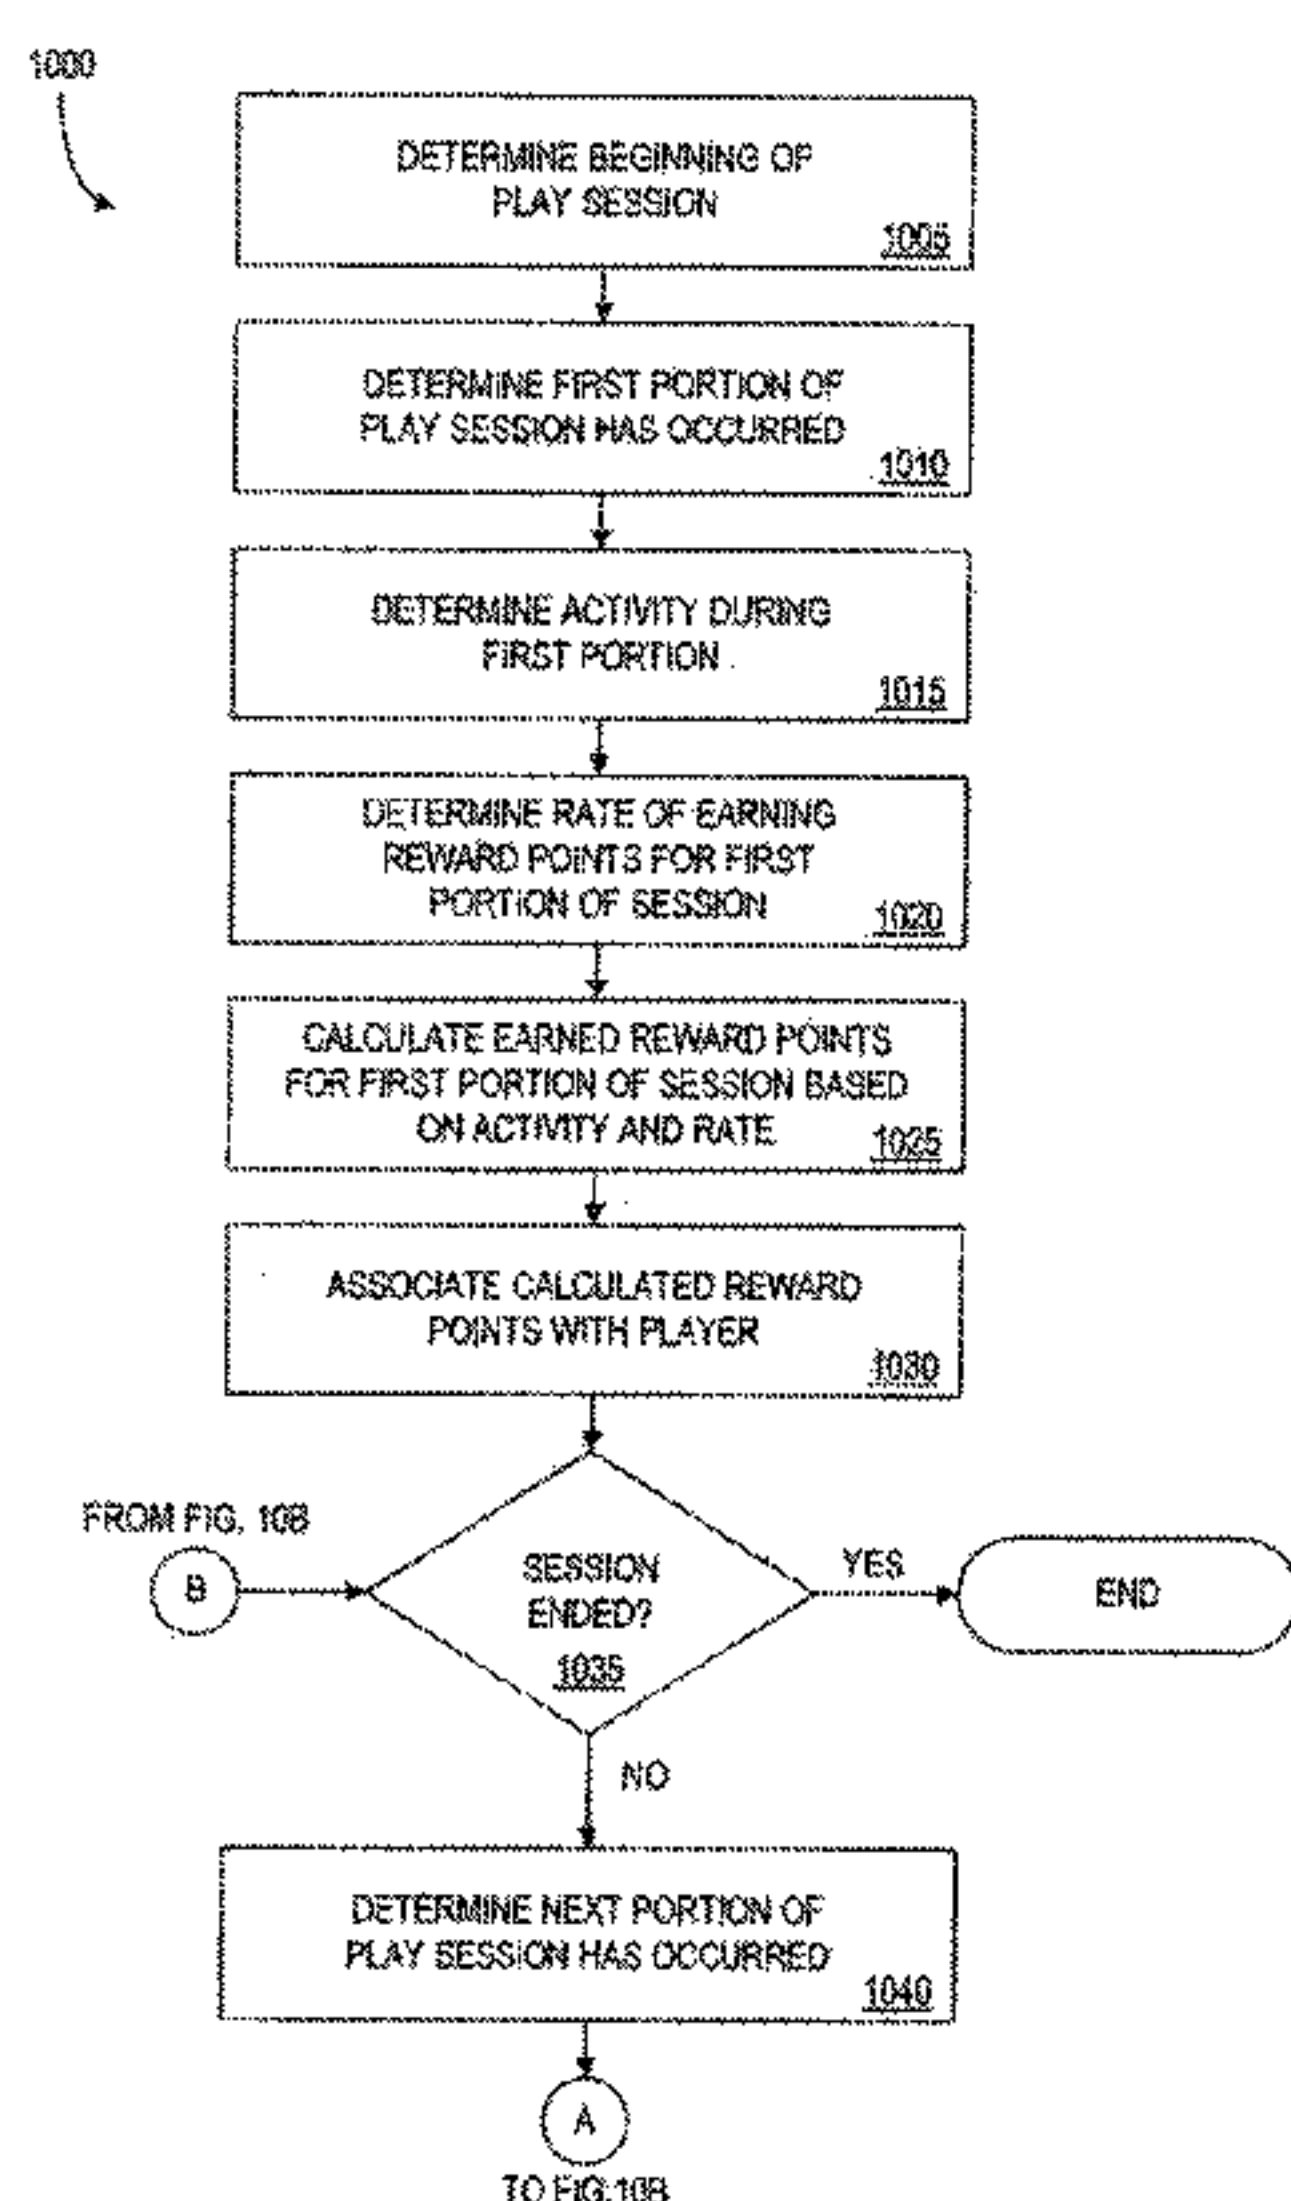 1000
DETERMINE BEGINNING OF
PLAY SESSION
1005
DETERMINE FIRST PORTION OF
PLAY SESSION HAS OCCURRED
1010
DETERMINE ACTIVITY DURING
FIRST PORTION
1015
DETERMINE RATE OF EARNING
REWARD POINTS FOR FIRST
PORTION OF SESSION
1020
CALCULATE EARNED REWARD POINTS
FOR FIRST PORTION OF SESSION BASED
ON ACTIVITY AND RATE
1025
ASSOCIATE CALCULATED REWARD
POINTS WITH PLAYER
1030
FROM FIG. 10B
B
SESSION
ENDED?
1035
YES
END
NO
DETERMINE NEXT PORTION OF
PLAY SESSION HAS OCCURRED
1040
A
TO FIG.10B